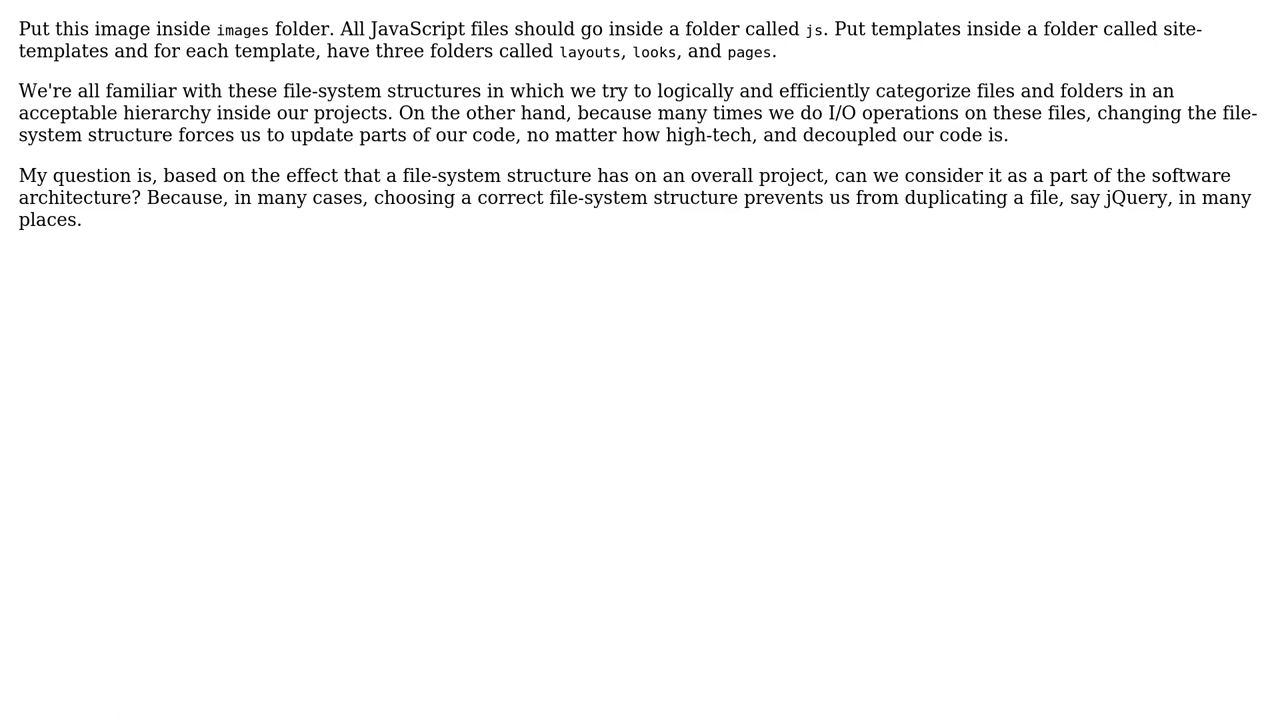 Put this image inside images folder. All JavaScript files should go inside a folder called js. Put templates inside a folder called site-
templates and for each template, have three folders called layouts, looks, and pages.
We're all familiar with these file-system structures in which we try to logically and efficiently categorize files and folders in an
acceptable hierarchy inside our projects. On the other hand, because many times we do I/O operations on these files, changing the file-
system structure forces us to update parts of our code, no matter how high-tech, and decoupled our code is.
My question is, based on the effect that a file-system structure has on an overall project, can we consider it as a part of the software
architecture? Because, in many cases, choosing a correct file-system structure prevents us from duplicating a file, say jQuery, in many
places.